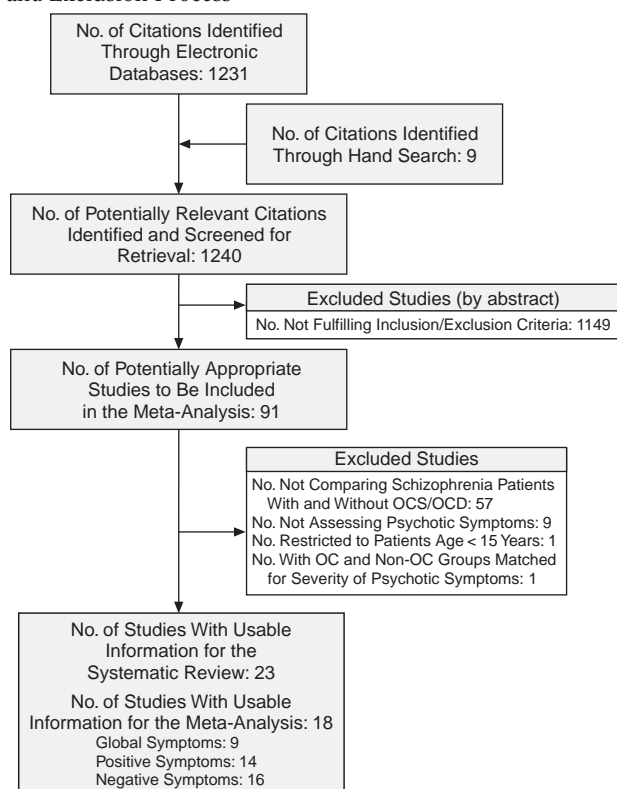 and Exclusion Process
No. of Citations Identified
Through Electronic
Databases: 1231
No. of Citations Identified
Through Hand Search: 9
No. of Potentially Relevant Citations
Identified and Screened for
Retrieval: 1240
Excluded Studies (by abstract)
No. Not Fulfilling Inclusion/Exclusion Criteria: 1149
No. of Potentially Appropriate
Studies to Be Included
in the Meta-Analysis: 91
Excluded Studies
No. Not Comparing Schizophrenia Patients
With and Without OCS/OCD: 57
No. Not Assessing Psychotic Symptoms: 9
No. Restricted to Patients Age < 15 Years: 1
No. With OC and Non-OC Groups Matched
for Severity of Psychotic Symptoms: 1
No. of Studies With Usable
Information for the
Systematic Review: 23
No. of Studies With Usable
Information for the Meta-Analysis: 18
Global Symptoms: 9
Positive Symptoms: 14
Negative Symptoms: 16